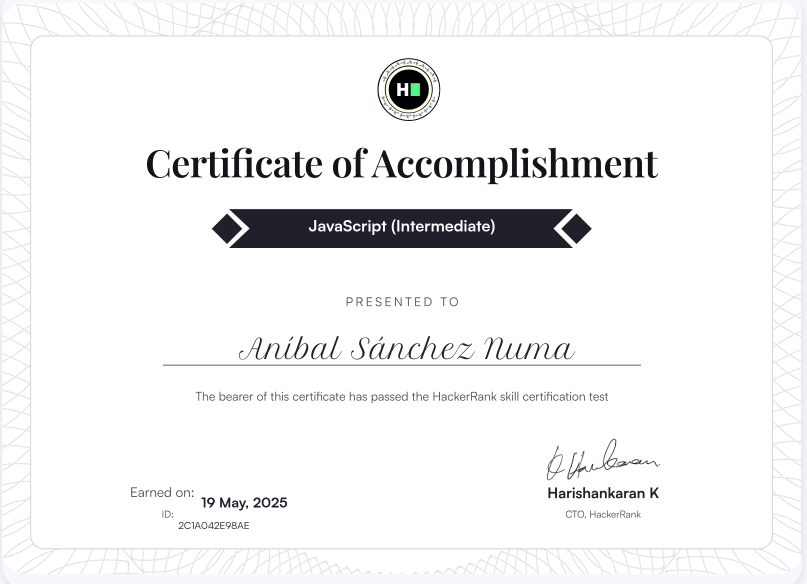 H
Certificate of Accomplishment
JavaScript (Intermediate)
PRESENTED TO
Aníbal Sánchez Numa
The bearer of this certificate has passed the HackerRank skill certification test
Earned on: 19 May, 2025
ID: 2C1A042E98AE
Harishankaran K
CTO, HackerRank